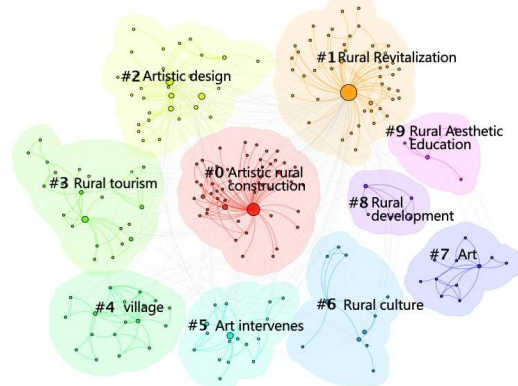 #1 Rural Revitalization
#2 Artistic design
#9 Rural Aesthetic
Education
#0 Artistic rural
construction
#3 Rural tourism
#8 Rural
development
#7 Art
#4 village
#5 Art intervenes
#6 Rural culture